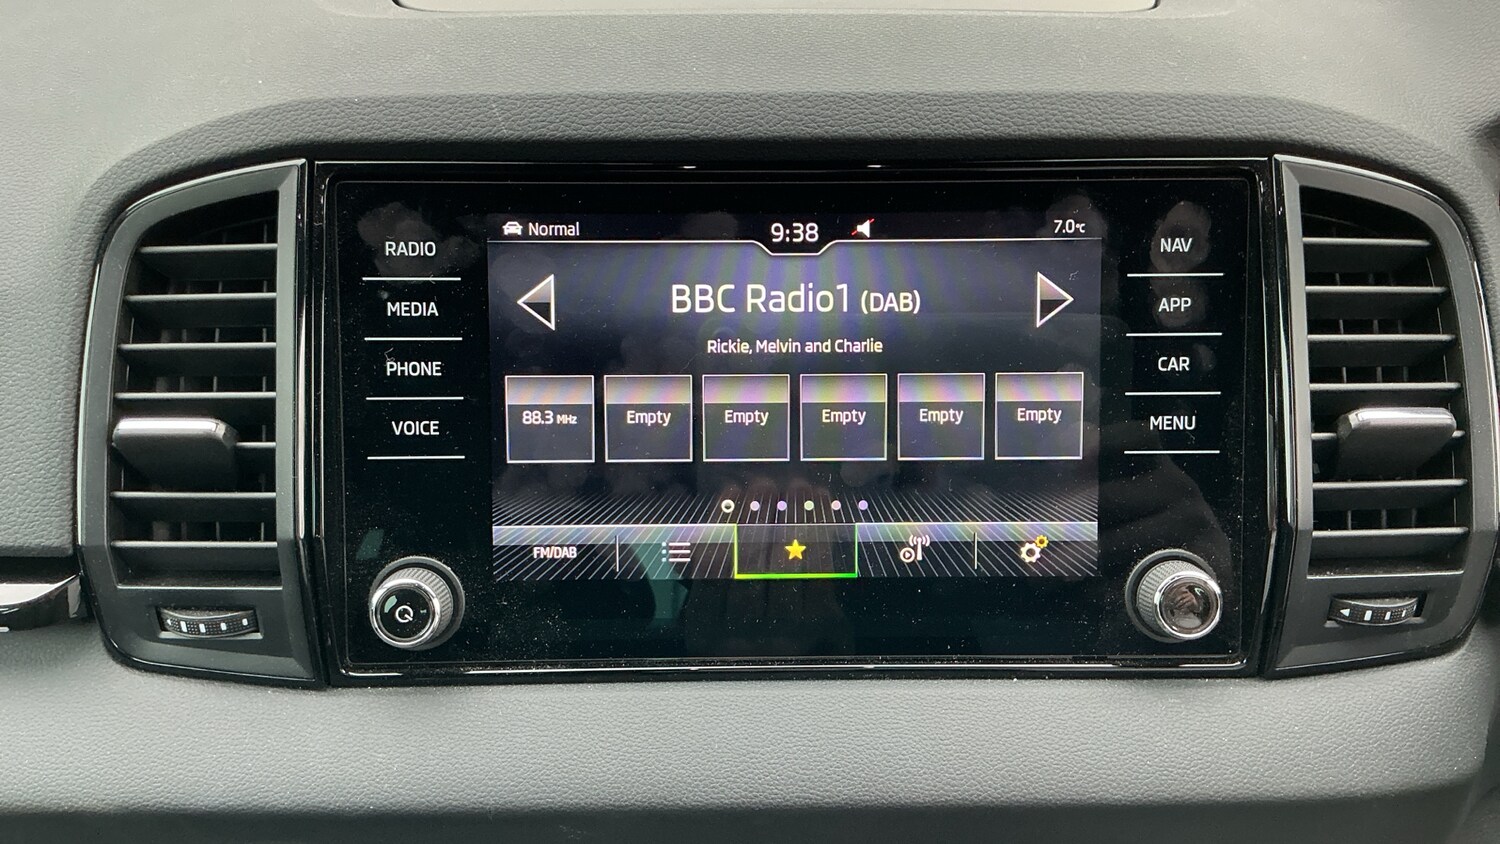 Normal
9:38
7.0°C
RADIO
MEDIA
PHONE
VOICE
BBC Radio1 (DAB)
Rickie, Melvin and Charlie
88.3 MHz
Empty
Empty
Empty
Empty
Empty
FM/DAB
NAV
APP
CAR
MENU